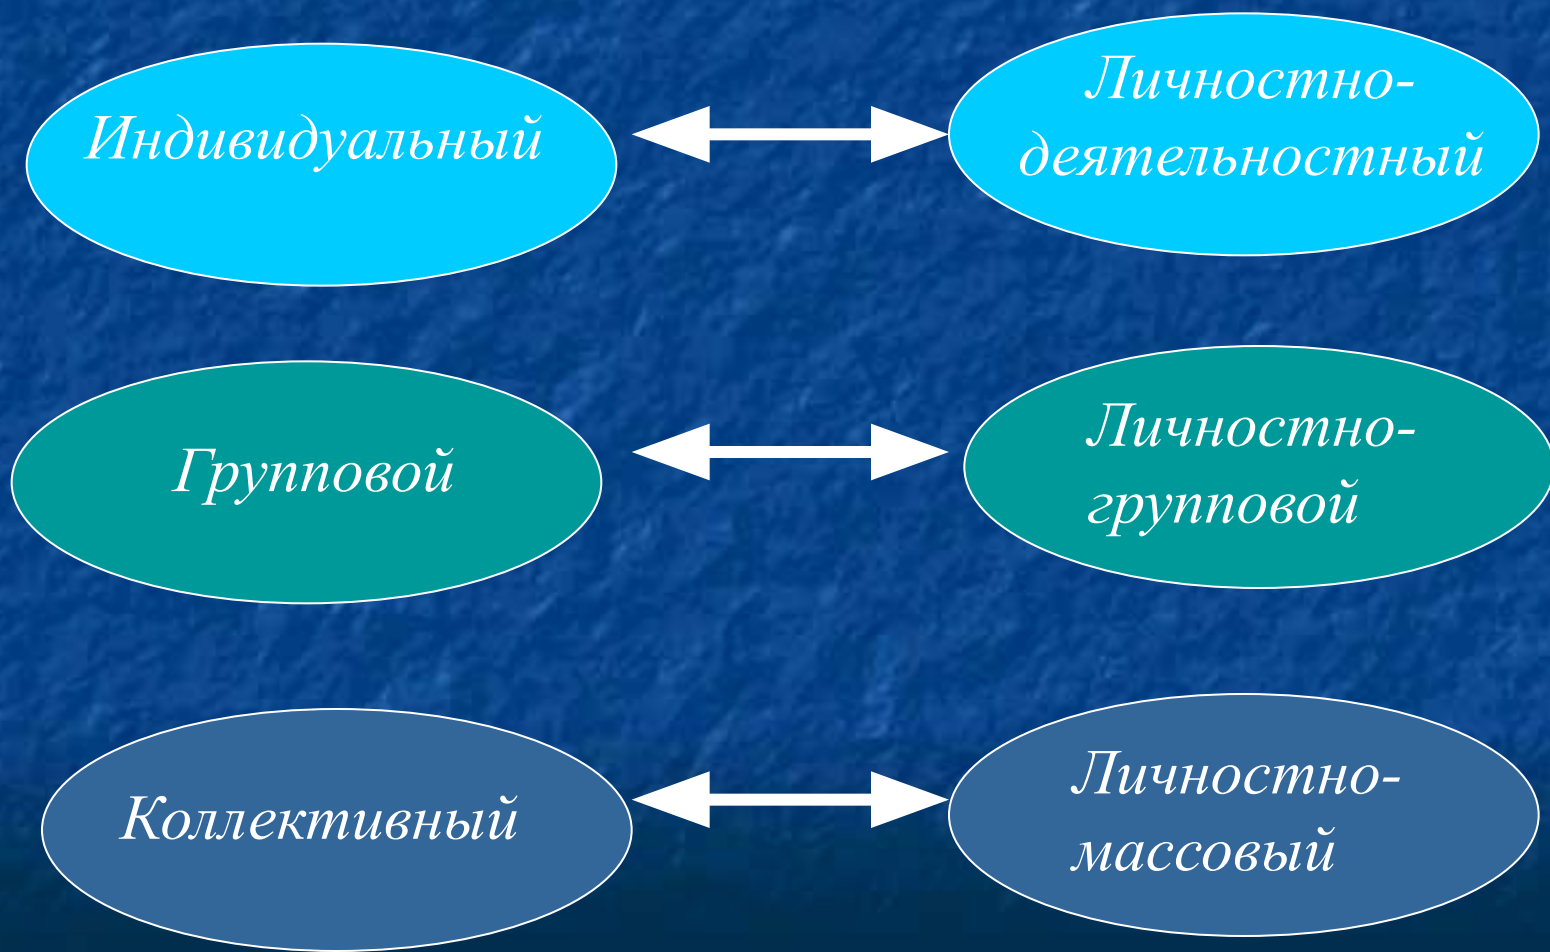 Индивидуальный
Личностно-
деятельностный
Групповой
Личностно-
групповой
Коллективный
Личностно-
массовый